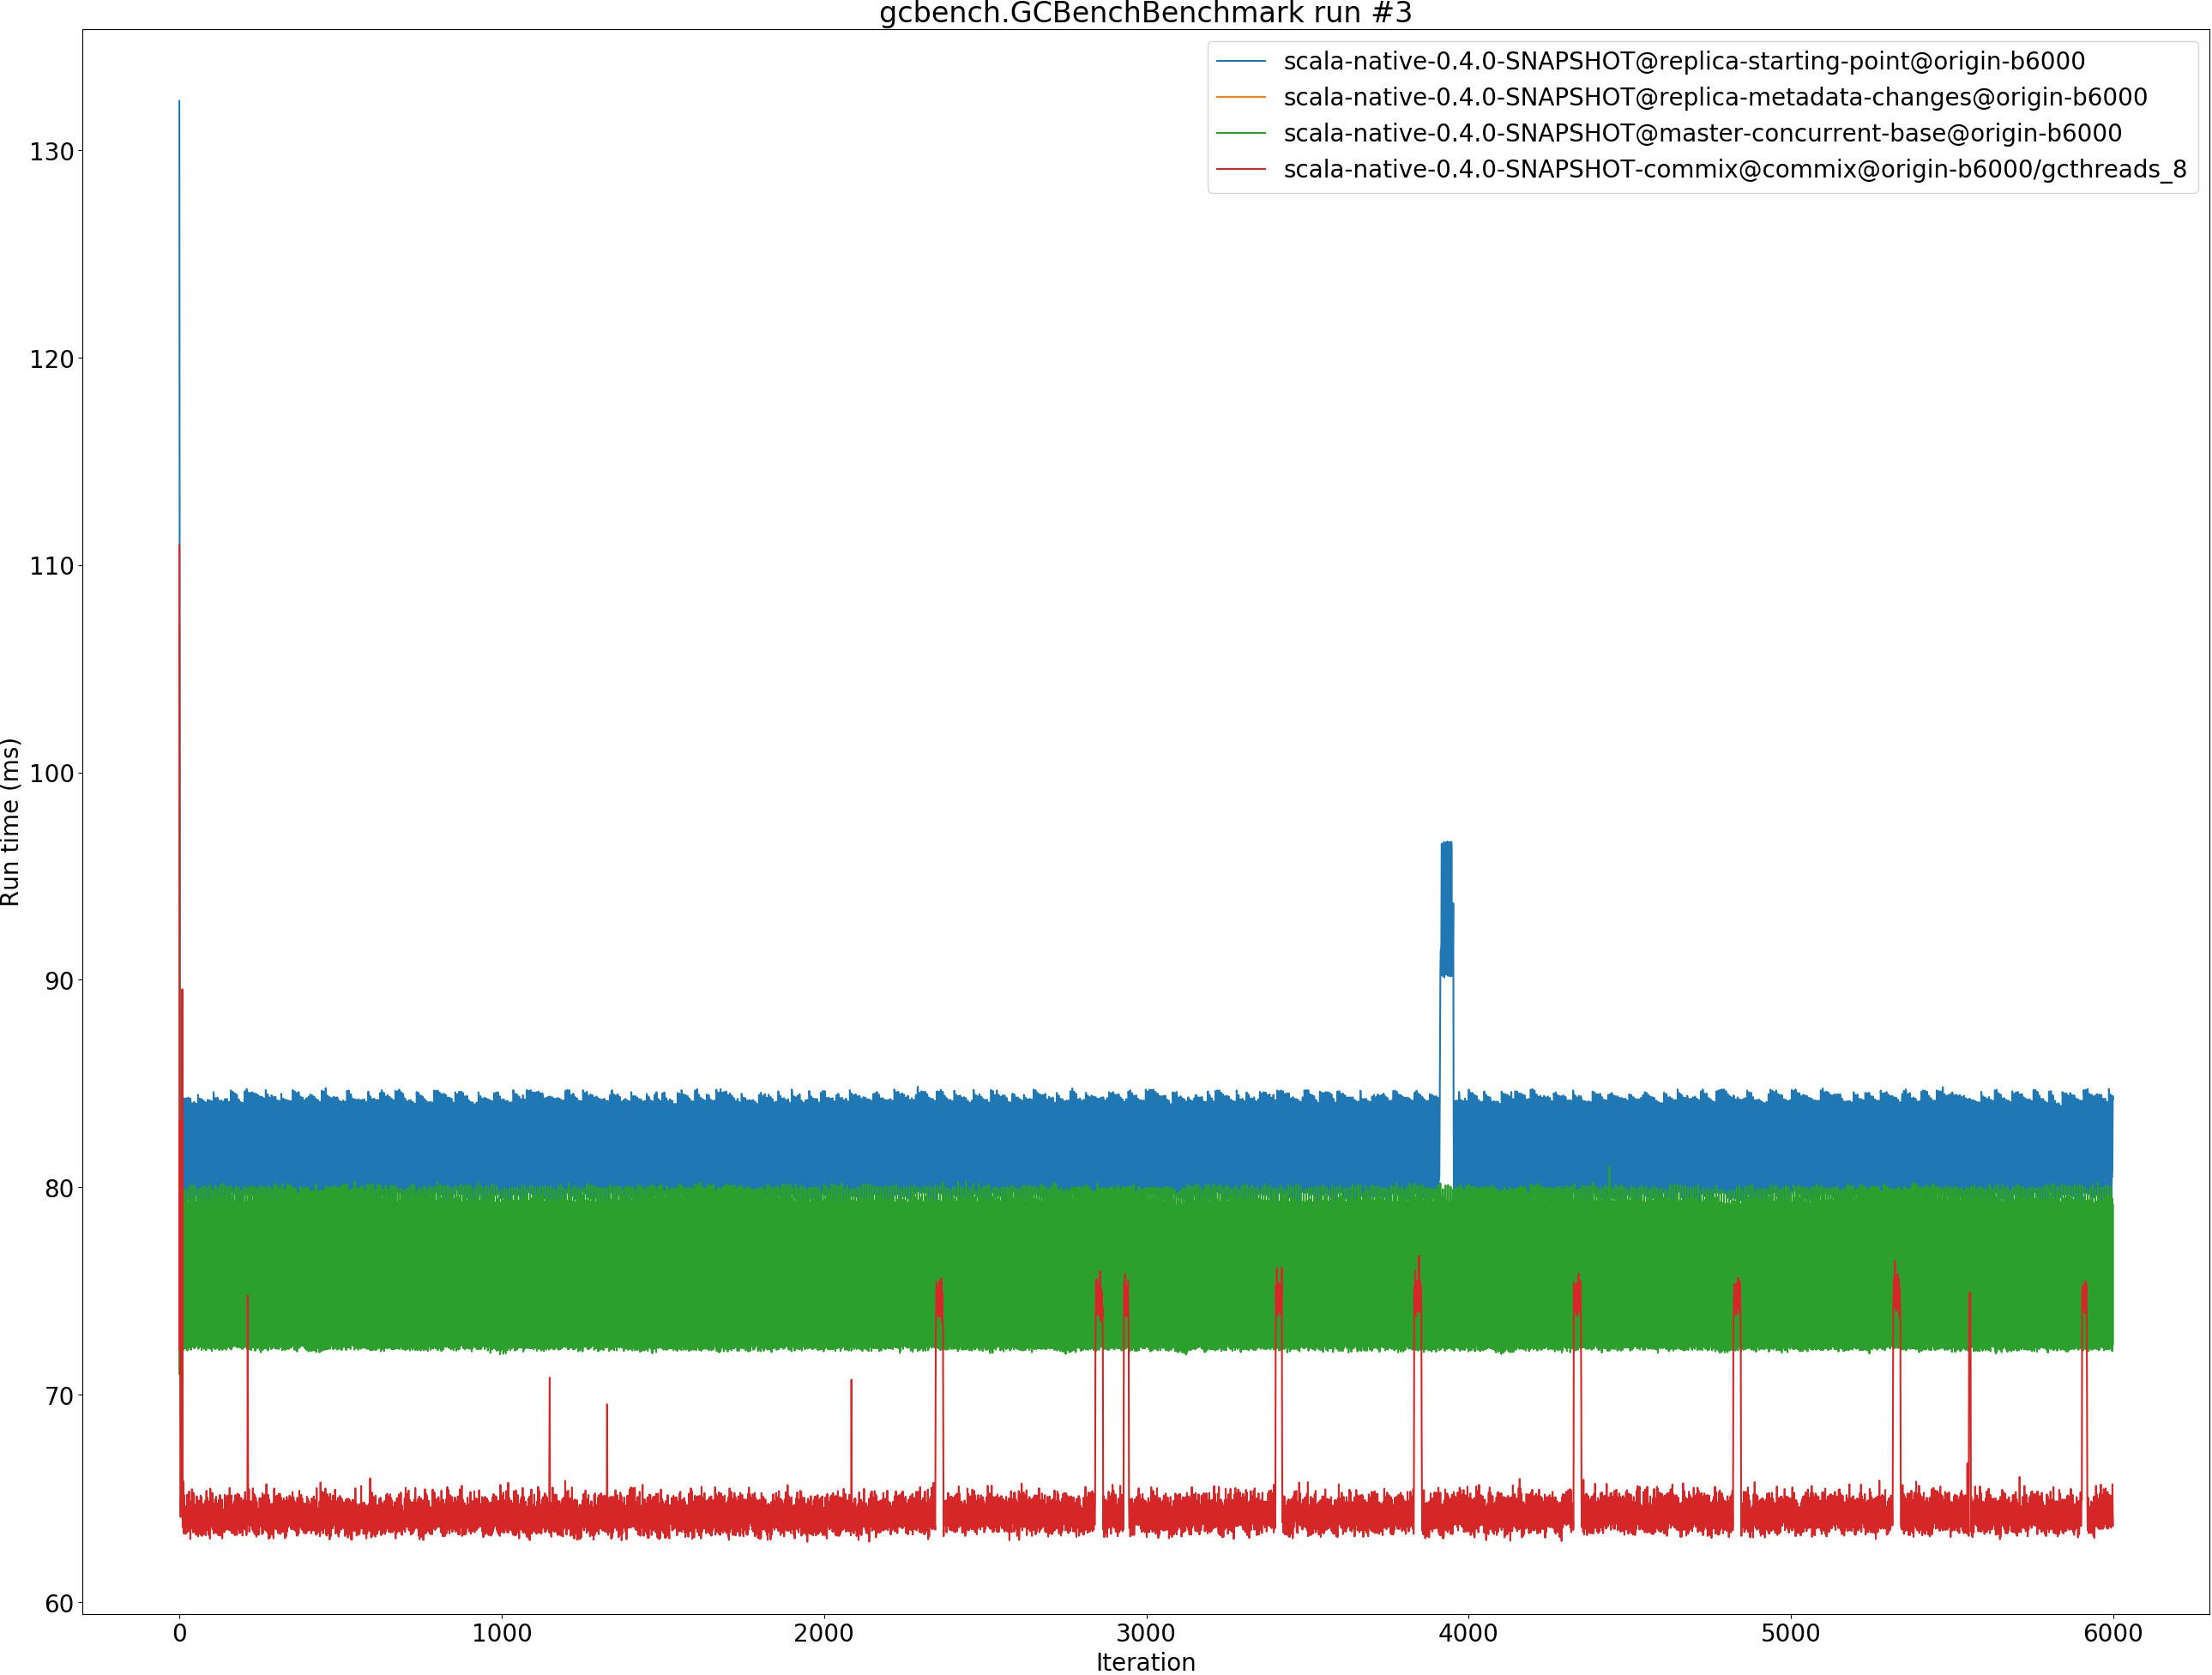 gcbench.GCBenchBenchmark run #3
scala-native-0.4.0-SNAPSHOT@replica-starting-point@origin-b6000
scala-native-0.4.0-SNAPSHOT@replica-metadata-changes@origin-b6000
scala-native-0.4.0-SNAPSHOT@master-concurrent-base@origin-b6000
scala-native-0.4.0-SNAPSHOT-commix@commix@origin-b6000/gcthreads_8
Run time (ms)
130
120
110
100
90
80
70
60
0 1000 2000 3000 4000 5000 6000
Iteration